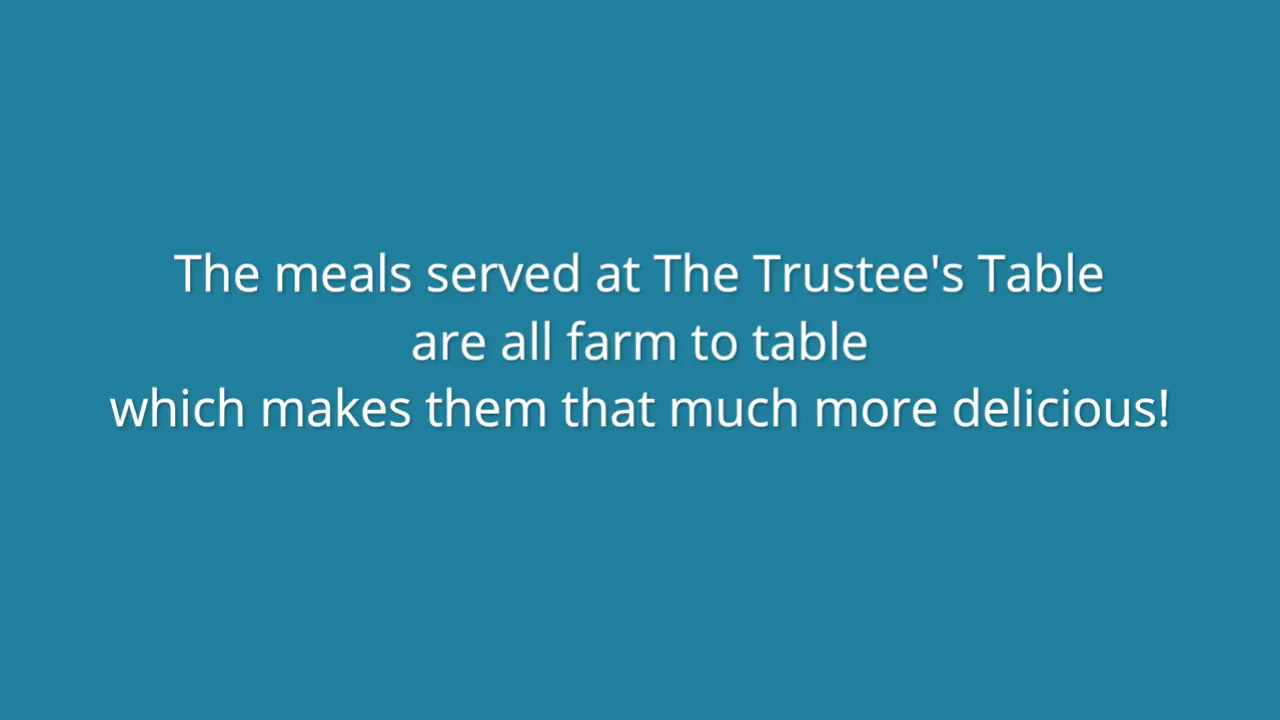 The meals served at The Trustee's Table
are all farm to table
which makes them that much more delicious!